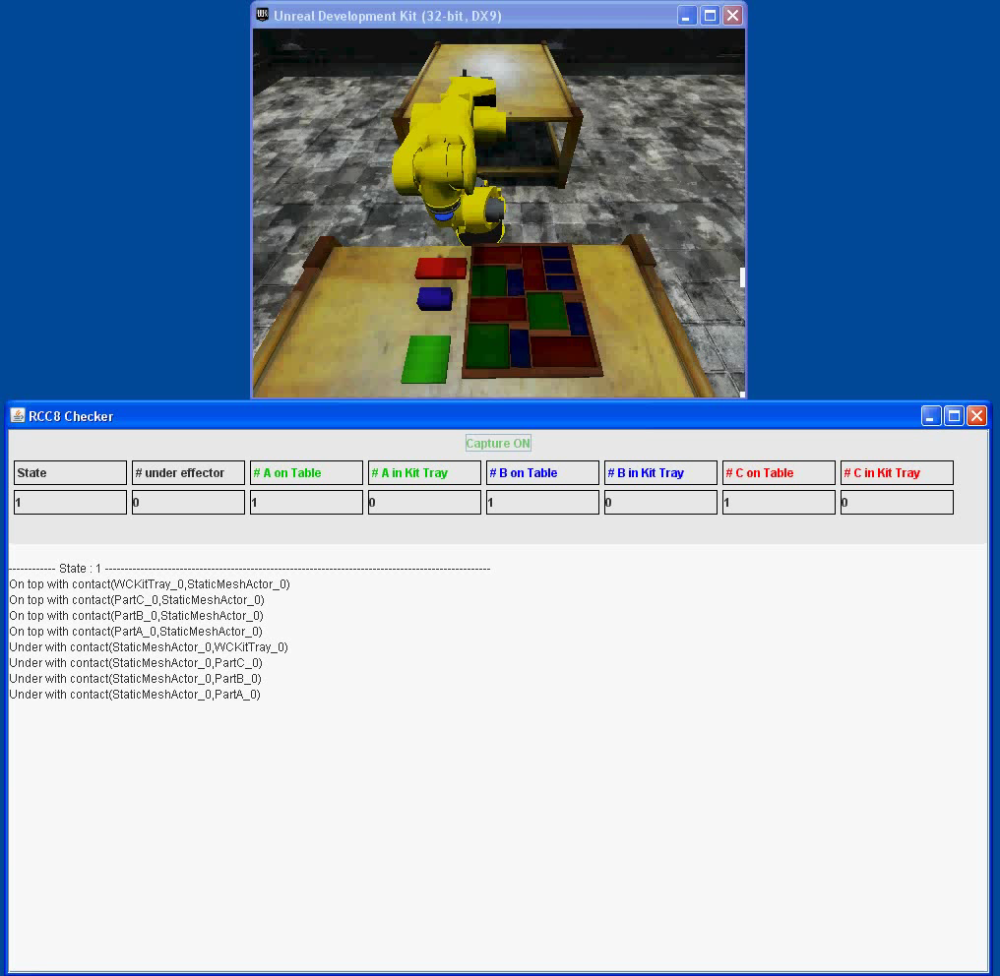 Unreal Development Kit (32-bit, DX9)
RCC8 Checker
Capture ON
State # under effector # A on Table # A in Kit Tray # B on Table # B in Kit Tray # C on Table # C in Kit Tray
1 0 1 0 1 0 1 0
------------ State : 1 --------------------------------------------------------------------------------------------------
On top with contact(WCKitTray_0,StaticMeshActor_0)
On top with contact(PartC_0,StaticMeshActor_0)
On top with contact(PartB_0,StaticMeshActor_0)
On top with contact(PartA_0,StaticMeshActor_0)
Under with contact(StaticMeshActor_0,WCKitTray_0)
Under with contact(StaticMeshActor_0,PartC_0)
Under with contact(StaticMeshActor_0,PartB_0)
Under with contact(StaticMeshActor_0,PartA_0)